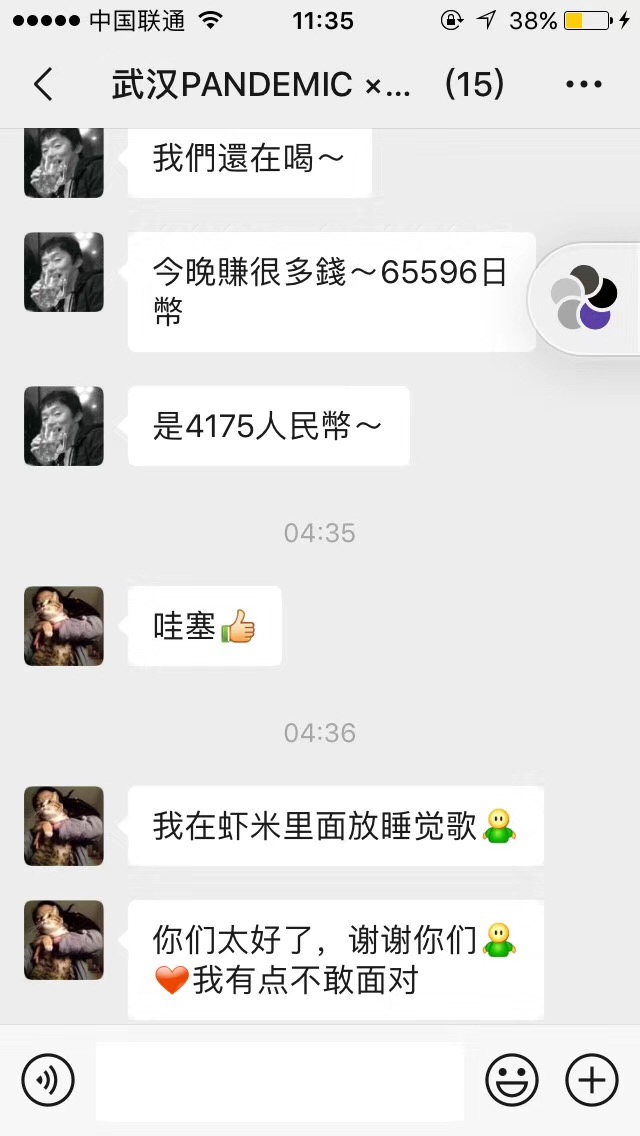 中国联通
11:35
38%
武汉PANDEMIC ×... (15)
我們還在喝～
今晚賺很多錢～65596日
幣
是4175人民幣～
04:35
哇塞
04:36
我在虾米里面放睡觉歌
你们太好了，谢谢你们
我有点不敢面对